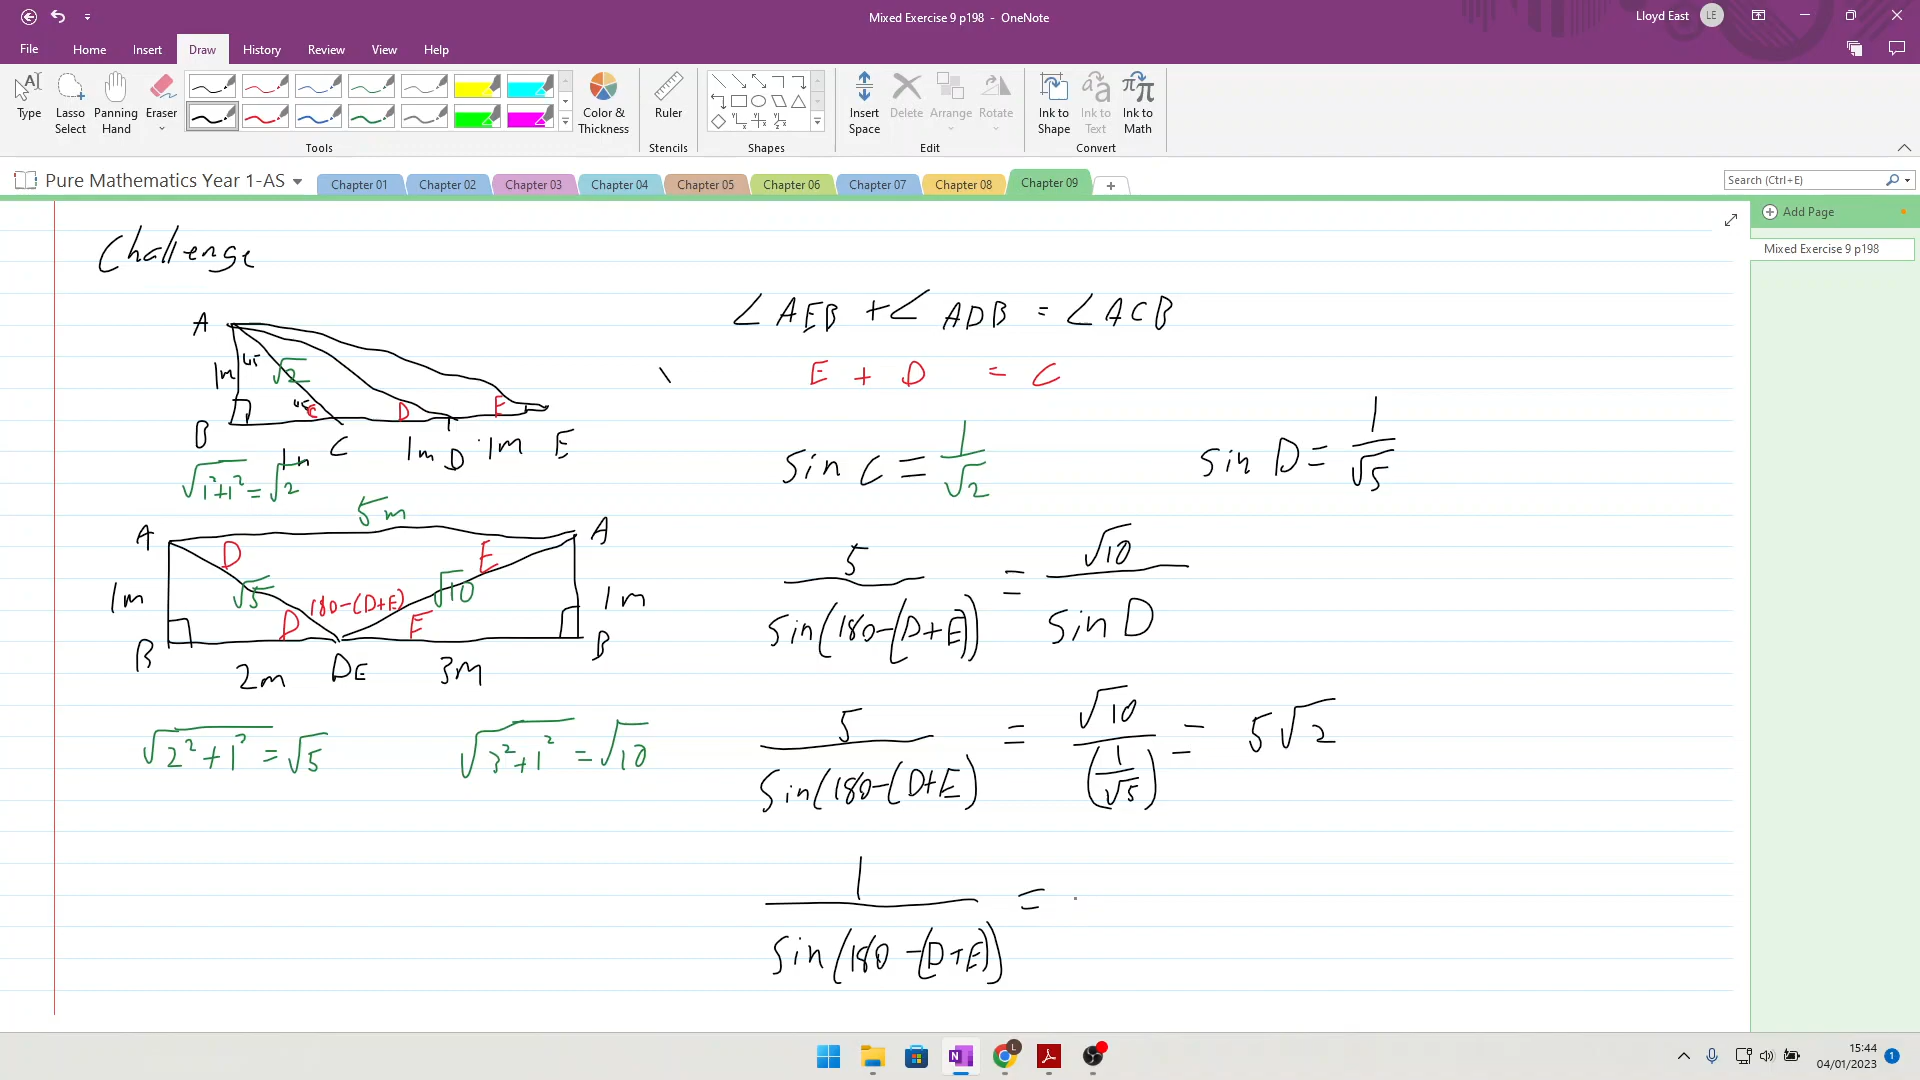 Mixed Exercise 9 p198 - OneNote
Lloyd East LE
File Home Insert Draw History Review View Help
Type Lasso Select Panning Hand Eraser Color & Thickness Ruler Insert Space Delete Arrange Rotate Ink to Shape Ink to Text Ink to Math
Tools Stencils Shapes Edit Convert
Pure Mathematics Year 1-AS Chapter 01 Chapter 02 Chapter 03 Chapter 04 Chapter 05 Chapter 06 Chapter 07 Chapter 08 Chapter 09 Search (Ctrl+E)
Add Page
Mixed Exercise 9 p198
Challenge
A
1m 45 √2
45 C D E
B 1m C 1m D 1m E
√1²+1² = √2
5m
A D E A
1m √5 180-(D+E) √10 1m
D E
B 2m DE 3M B
√2²+1² = √5 √3²+1² = √10
∠AEB + ∠ADB = ∠ACB
E + D = C
sin C = 1/√2 sin D = 1/√5
5/sin(180-(D+E)) = √10/sin D
5/sin(180-(D+E) = √10/(1/√5) = 5√2
1/sin(180-(D+E)) =
15:44
04/01/2023
1